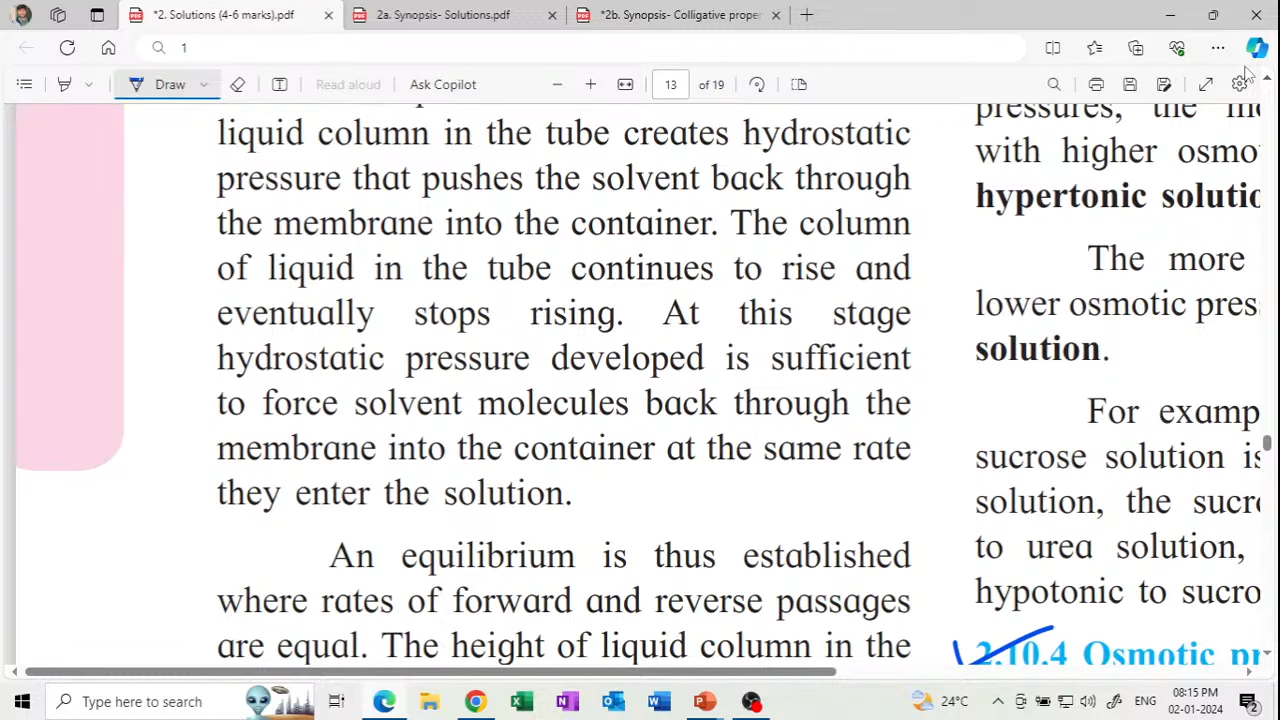 *2. Solutions (4-6 marks).pdf
2a. Synopsis- Solutions.pdf
*2b. Synopsis- Colligative proper
1
Draw
Read aloud
Ask Copilot
13 of 19
liquid column in the tube creates hydrostatic
pressure that pushes the solvent back through
the membrane into the container. The column
of liquid in the tube continues to rise and
eventually stops rising. At this stage
hydrostatic pressure developed is sufficient
to force solvent molecules back through the
membrane into the container at the same rate
they enter the solution.
An equilibrium is thus established
where rates of forward and reverse passages
are equal. The height of liquid column in the
pressures, the mo
with higher osmo
hypertonic solutio
The more
lower osmotic pres
solution.
For examp
sucrose solution is
solution, the sucro
to urea solution,
hypotonic to sucro
2.10.4 Osmotic pr
Type here to search
24°C
ENG
08:15 PM
02-01-2024
2